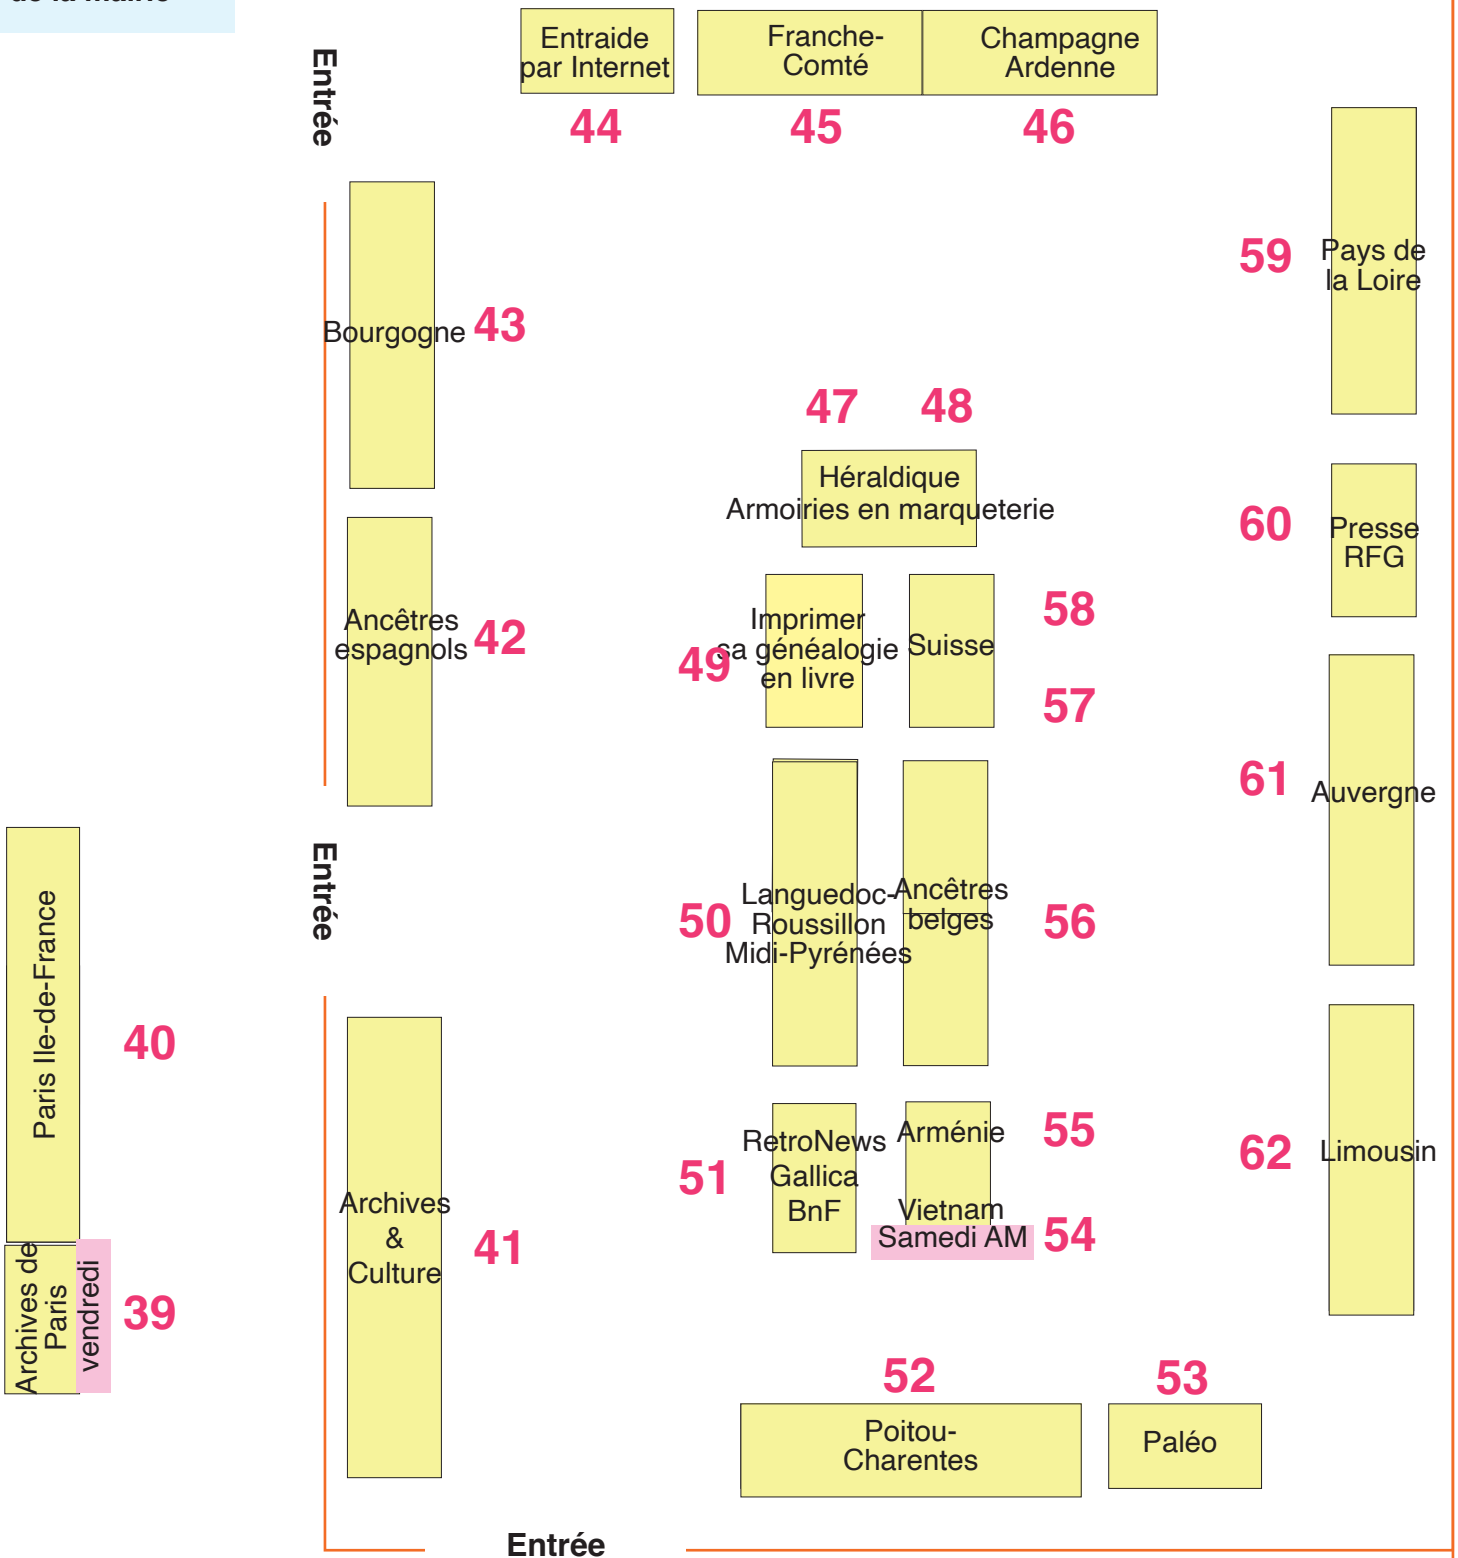 de la mairie
Entrée
Entraide
par Internet
44
Franche-
Comté
45
Champagne
Ardenne
46
Bourgogne
43
Pays de
la Loire
59
47
48
Héraldique
Armoiries en marqueterie
Presse
RFG
60
Ancêtres
espagnols
42
49
Imprimer
sa généalogie
en livre
Suisse
58
57
61
Auvergne
Entrée
50
Languedoc-
Roussillon
Midi-Pyrénées
Ancêtres
belges
56
Paris Ile-de-France
40
Archives de
Paris
vendredi
39
Archives
&
Culture
41
51
RetroNews
Gallica
BnF
Arménie
55
Vietnam
Samedi AM
54
62
Limousin
52
Poitou-
Charentes
53
Paléo
Entrée